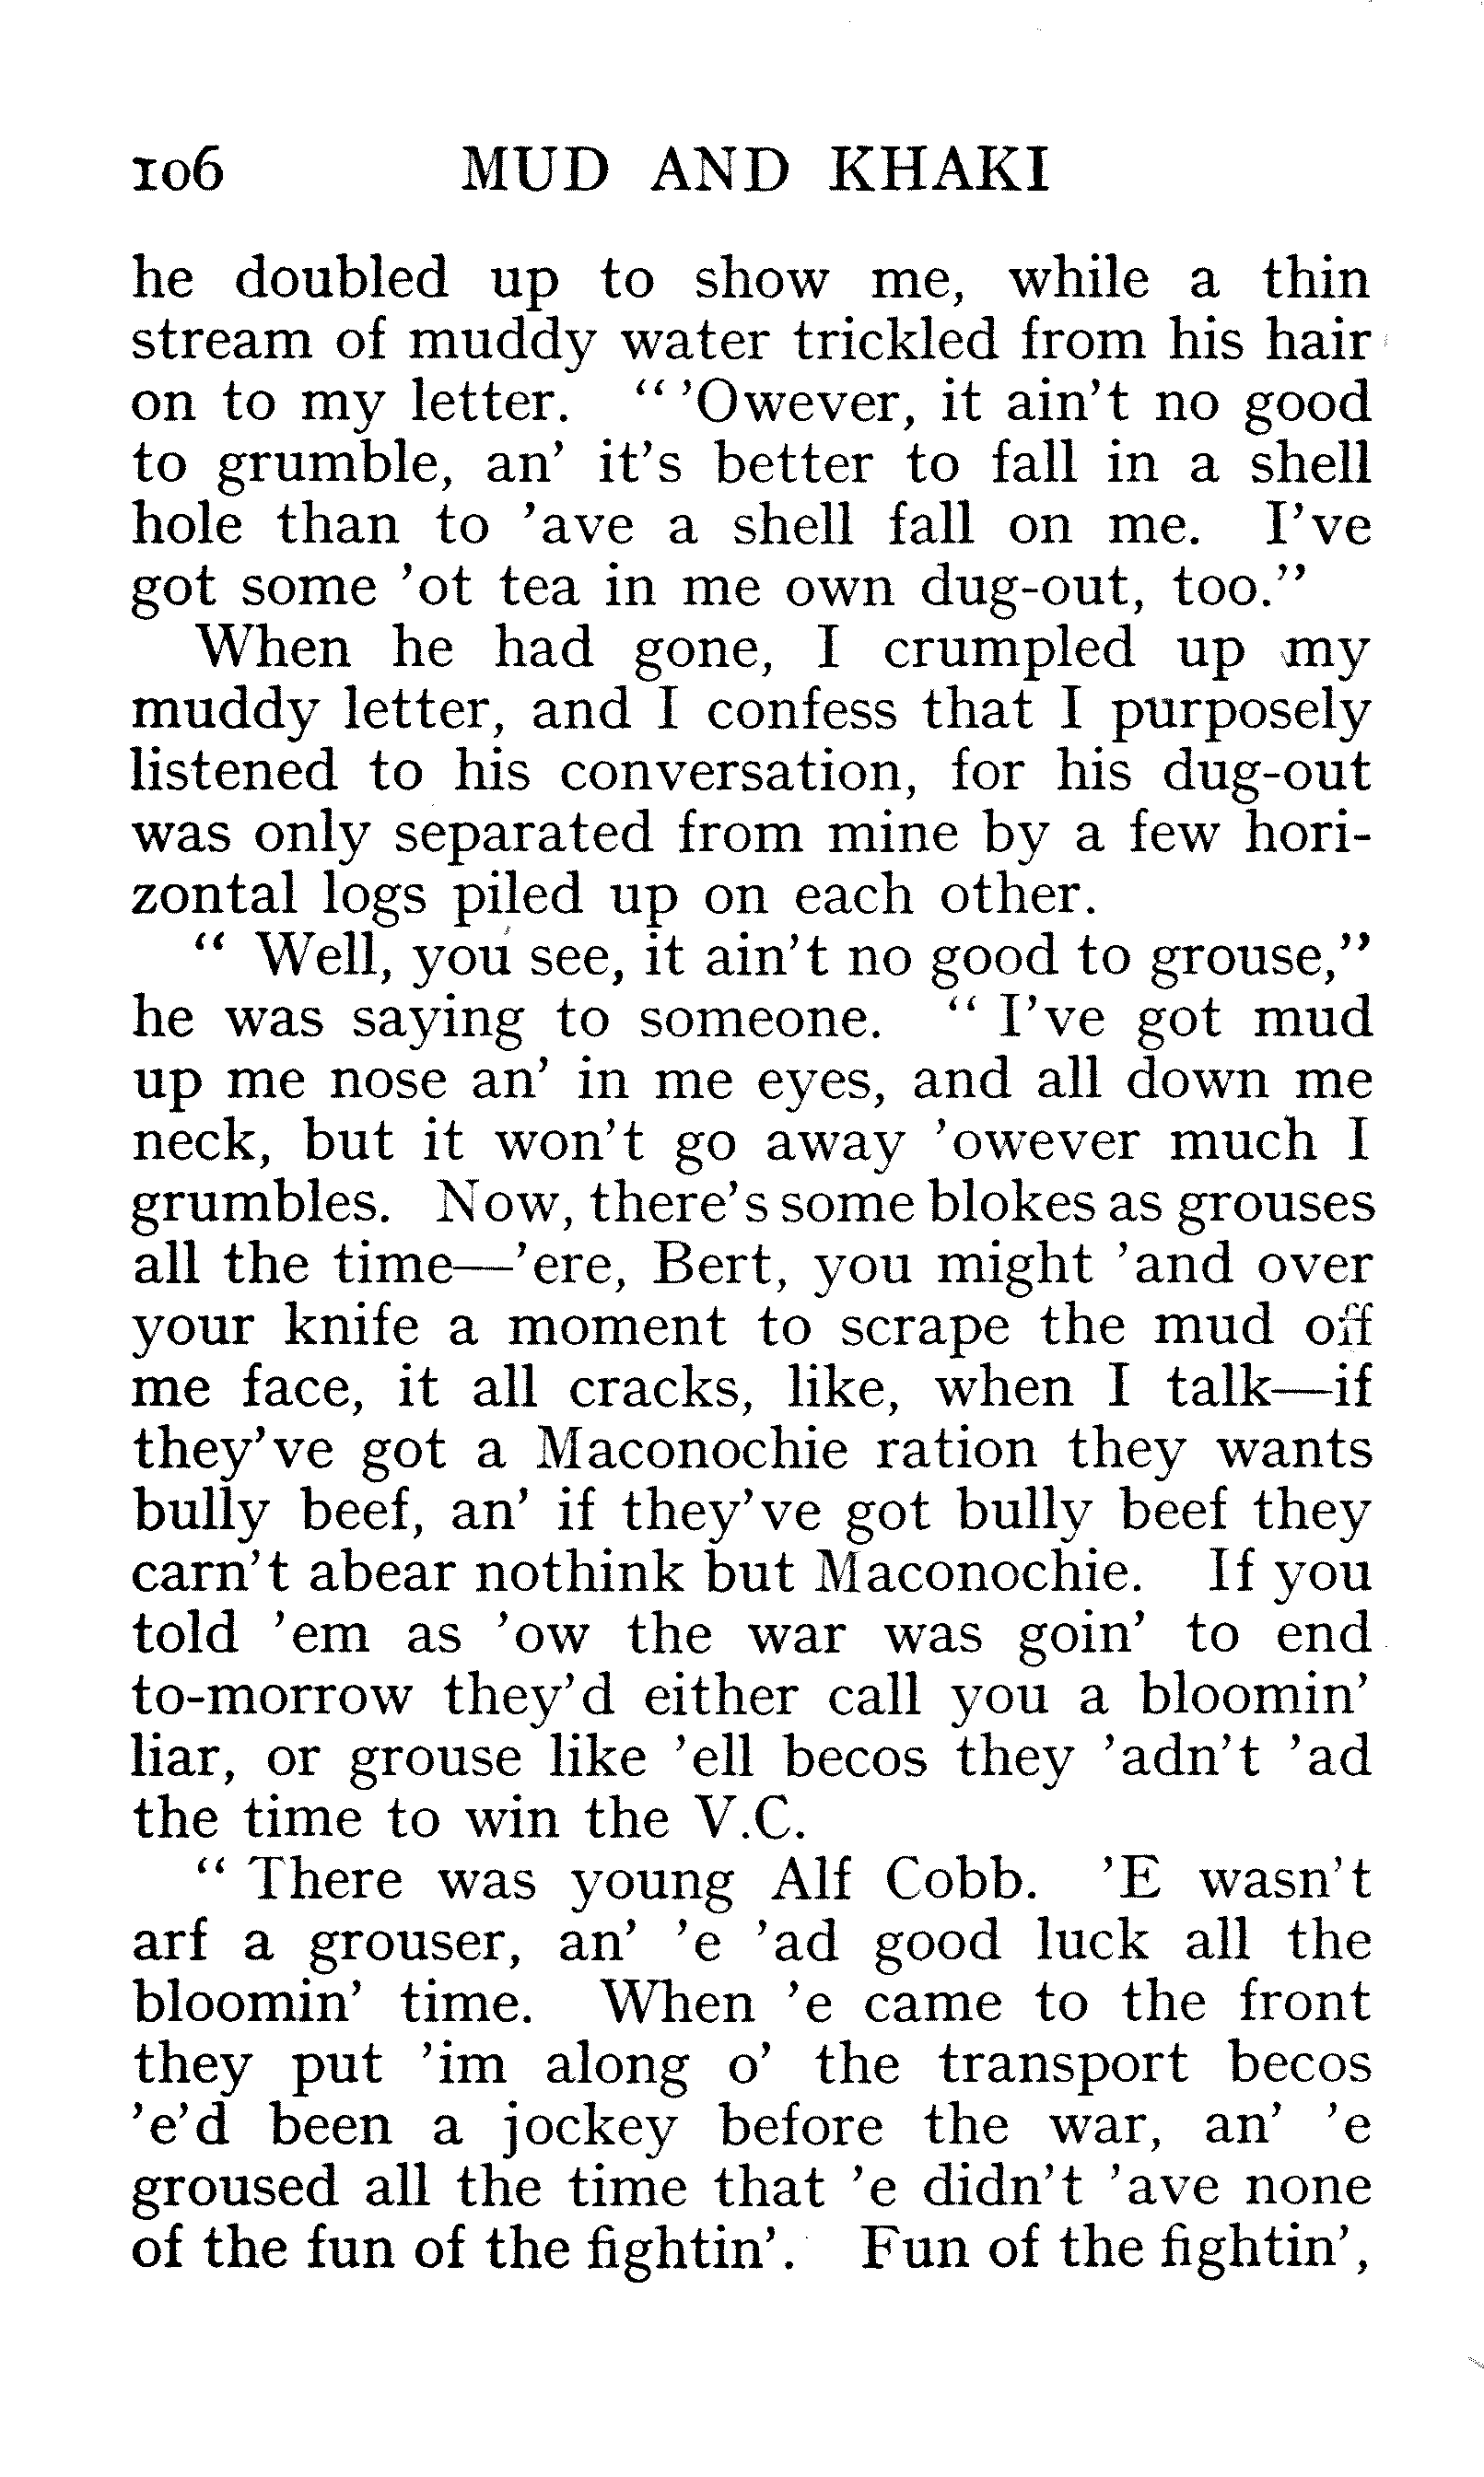 106 MUD AND KHAKI
he doubled up to show me, while a thin
stream of muddy water trickled from his hair
on to my letter. “ ’Owever, it ain’t no good
to grumble, an’ it’s better to fall in a shell
hole than to ’ave a shell fall on me. I’ve
got some ’ot tea in me own dug-out, too.”
When he had gone, I crumpled up my
muddy letter, and I confess that I purposely
listened to his conversation, for his dug-out
was only separated from mine by a few hori-
zontal logs piled up on each other.
“ Well, you see, it ain’t no good to grouse,”
he was saying to someone. “ I’ve got mud
up me nose an’ in me eyes, and all down me
neck, but it won’t go away ’owever much I
grumbles. Now, there’s some blokes as grouses
all the time—’ere, Bert, you might ’and over
your knife a moment to scrape the mud off
me face, it all cracks, like, when I talk—if
they’ve got a Maconochie ration they wants
bully beef, an’ if they’ve got bully beef they
carn’t abear nothink but Maconochie. If you
told ’em as ’ow the war was goin’ to end
to-morrow they’d either call you a bloomin’
liar, or grouse like ’ell becos they ’adn’t ’ad
the time to win the V.C.
“ There was young Alf Cobb. ’E wasn’t
arf a grouser, an’ ’e ’ad good luck all the
bloomin’ time. When ’e came to the front
they put ’im along o’ the transport becos
’e’d been a jockey before the war, an’ ’e
groused all the time that ’e didn’t ’ave none
of the fun of the fightin’. Fun of the fightin’,